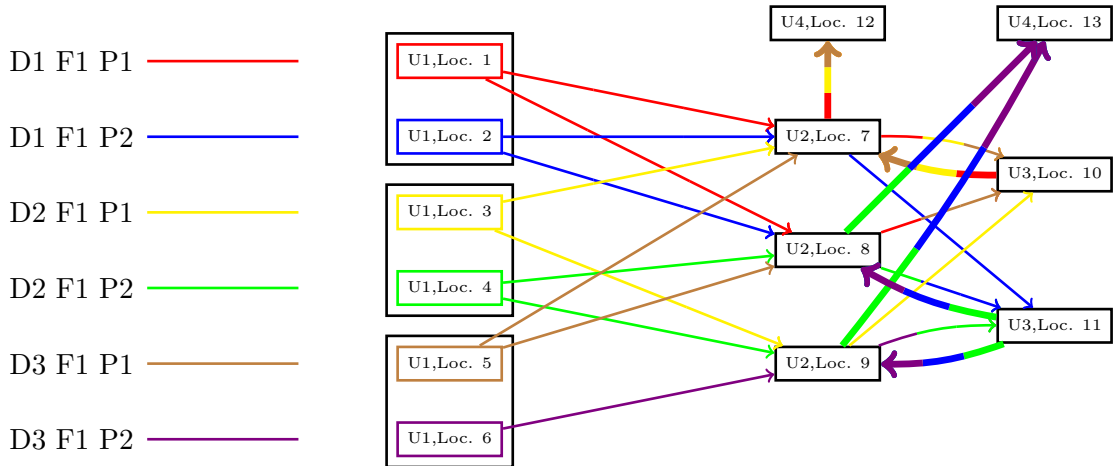 D1 F1 P1
D1 F1 P2
D2 F1 P1
D2 F1 P2
D3 F1 P1
D3 F1 P2
U1,Loc. 1
U1,Loc. 2
U1,Loc. 3
U1,Loc. 4
U1,Loc. 5
U1,Loc. 6
U4,Loc. 12
U2,Loc. 7
U2,Loc. 8
U2,Loc. 9
U4,Loc. 13
U3,Loc. 10
U3,Loc. 11